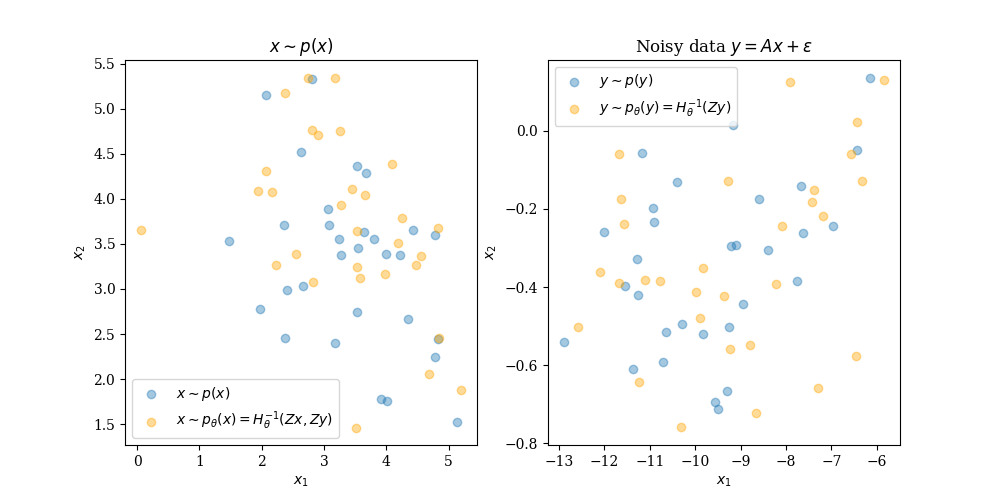 x ~ p(x)
5.5
5.0
4.5
4.0
3.5
3.0
2.5
2.0
1.5
x₂
x ~ p(x)
x ~ p_θ(x) = H_θ^{-1}(Zx, Zy)
0 1 2 3 4 5
x₁
Noisy data y = Ax + ε
y ~ p(y)
y ~ p_θ(y) = H_θ^{-1}(Zy)
0.0
−0.2
−0.4
−0.6
−0.8
x₂
−13 −12 −11 −10 −9 −8 −7 −6
x₁